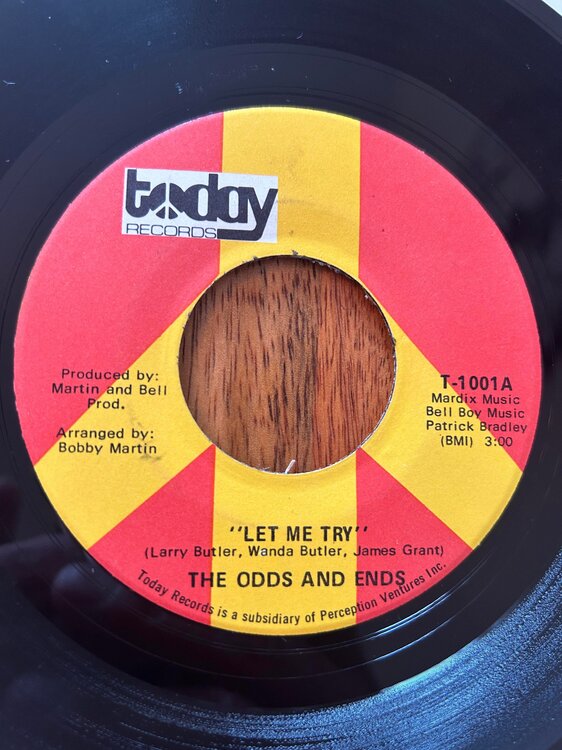 today
RECORDS
Produced by:
Martin and Bell
Prod.
Arranged by:
Bobby Martin
T-1001A
Mardix Music
Bell Boy Music
Patrick Bradley
(BMI) 3:00
"LET ME TRY"
(Larry Butler, Wanda Butler, James Grant)
THE ODDS AND ENDS
Today Records is a subsidiary of Perception Ventures Inc.